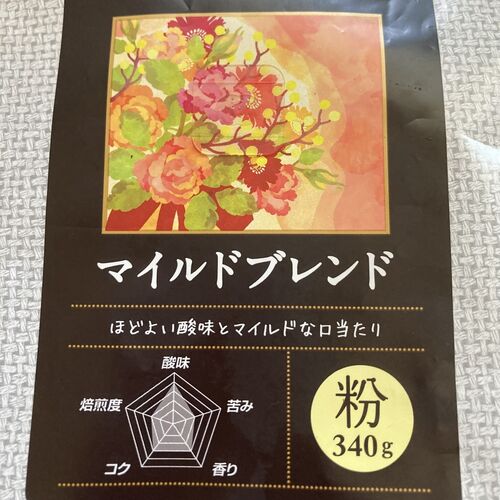 マイルドブレンド
ほどよい酸味とマイルドな口当たり
酸味
焙煎度
苦み
コク
香り
粉
340g